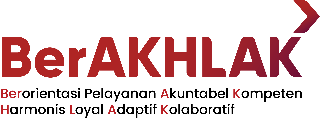 BerAKHLAK
Berorientasi Pelayanan Akuntabel Kompeten
Harmonis Loyal Adaptif Kolaboratif